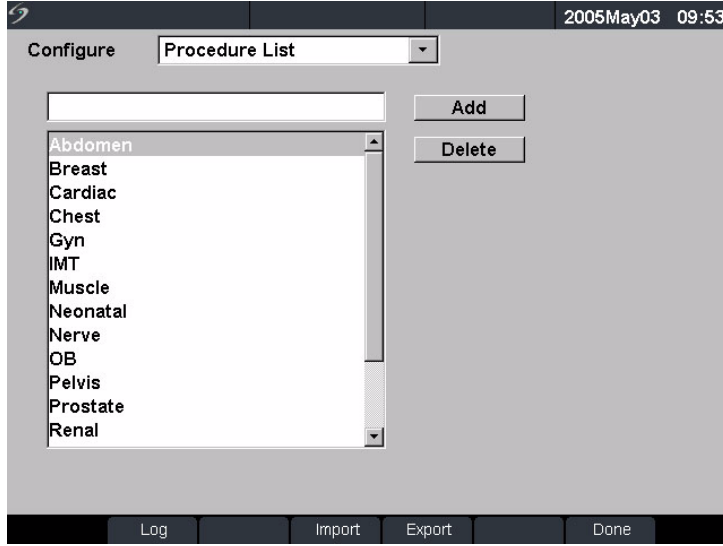 2005May03 09:53
Configure Procedure List
Add
Abdomen
Delete
Breast
Cardiac
Chest
Gyn
IMT
Muscle
Neonatal
Nerve
OB
Pelvis
Prostate
Renal
Log Import Export Done